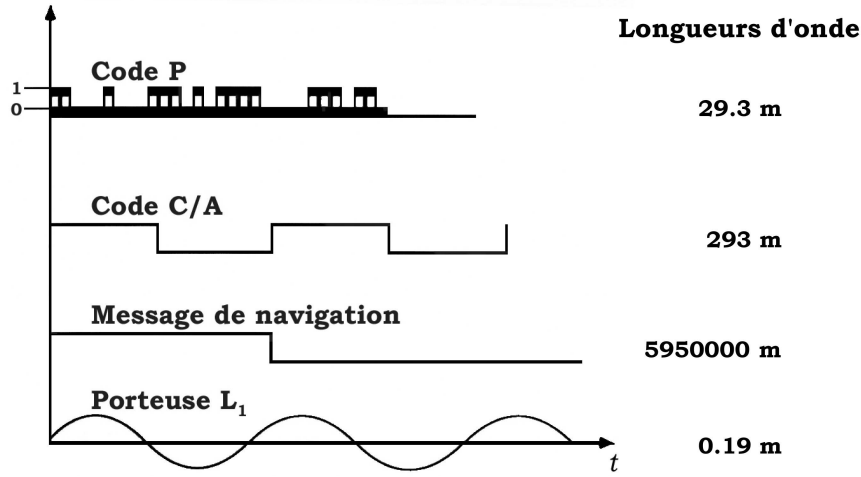 Longueurs d'onde
Code P
1
0
29.3 m
Code C/A
293 m
Message de navigation
5950000 m
Porteuse L₁
0.19 m
t